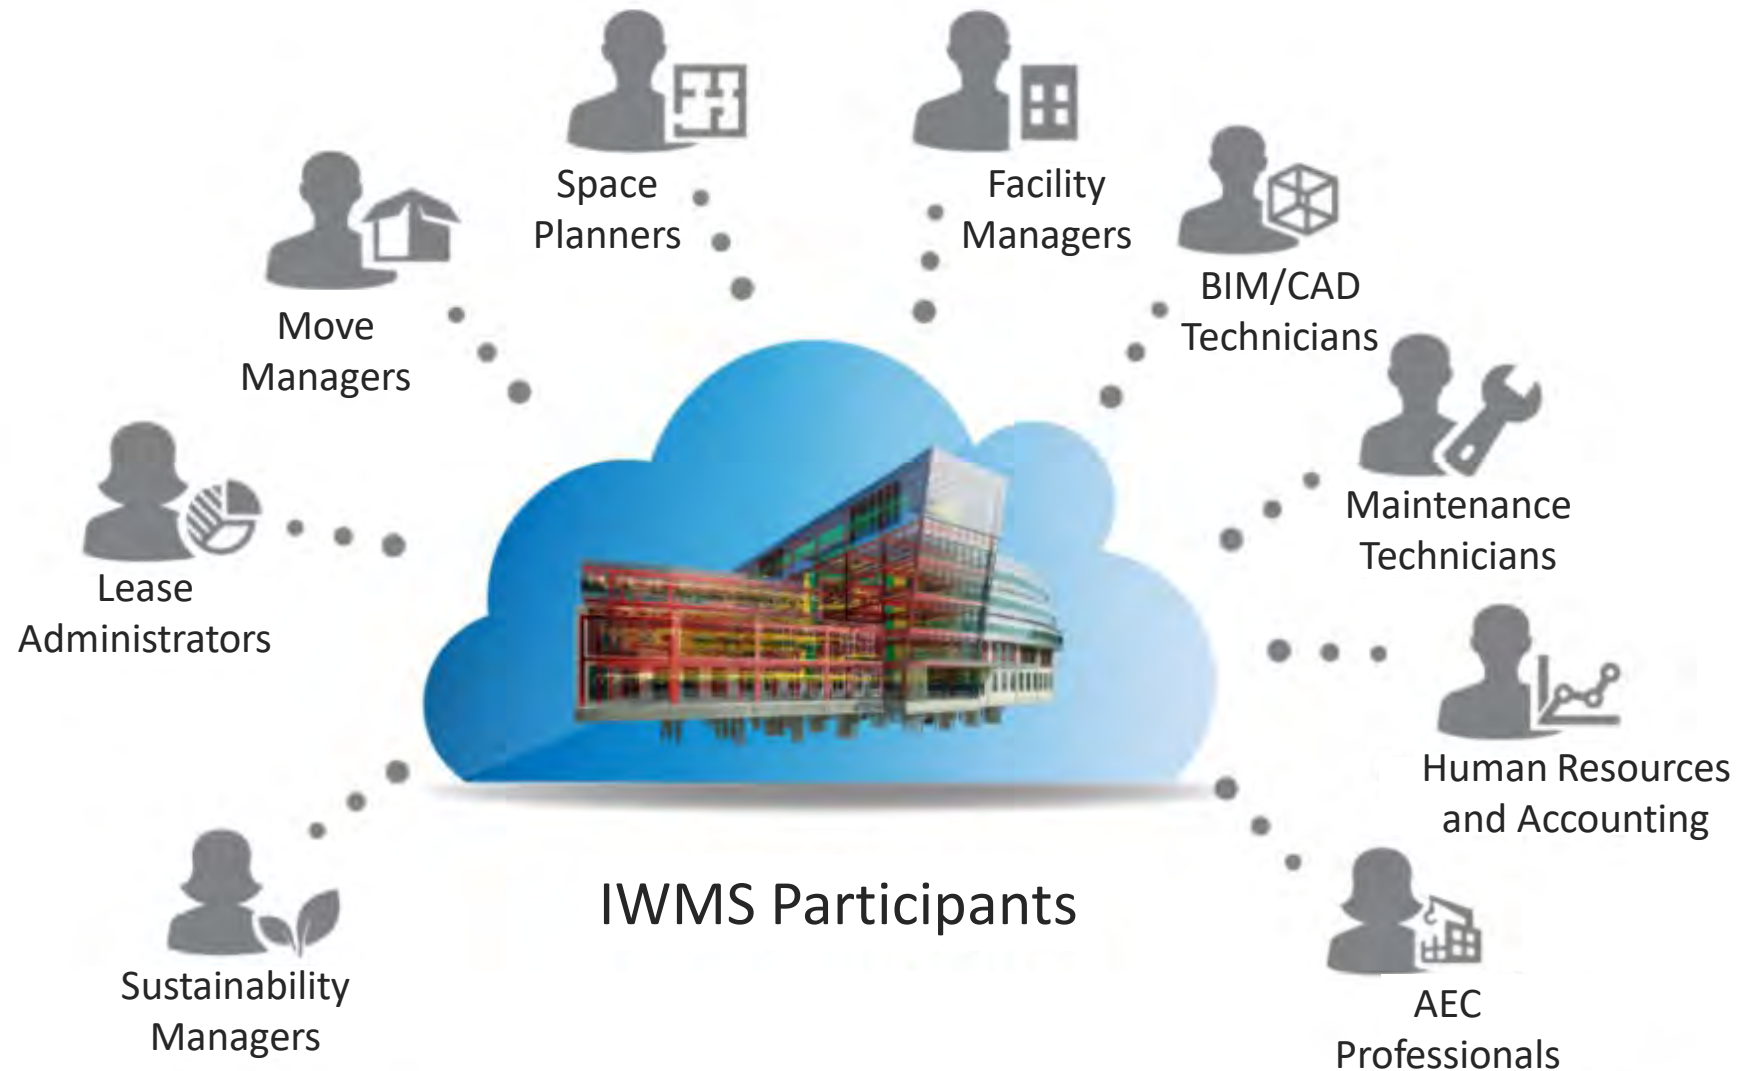 Space
Planners
Facility
Managers
Move
Managers
BIM/CAD
Technicians
Lease
Administrators
Maintenance
Technicians
Human Resources
and Accounting
Sustainability
Managers
IWMS Participants
AEC
Professionals